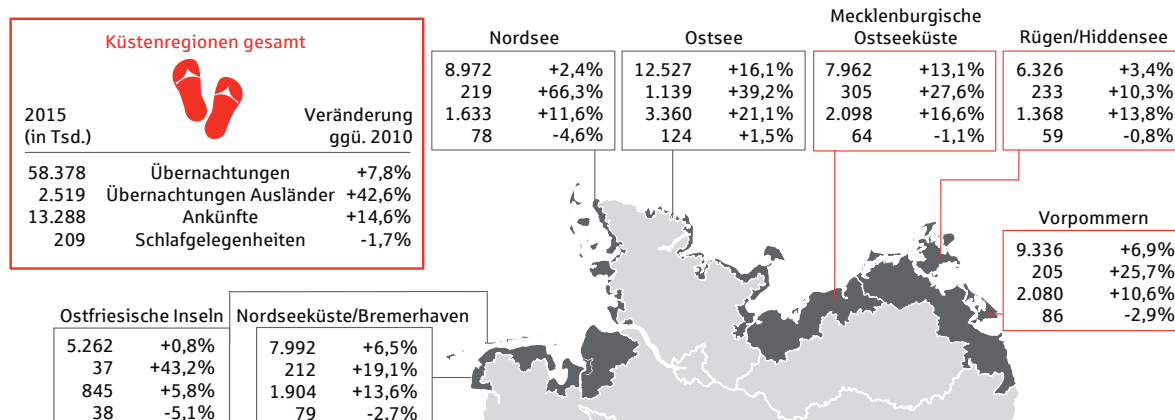 Küstenregionen gesamt
2015
(in Tsd.)
Veränderung
ggü. 2010
58.378 Übernachtungen +7,8%
2.519 Übernachtungen Ausländer +42,6%
13.288 Ankünfte +14,6%
209 Schlafgelegenheiten -1,7%
Nordsee
8.972 +2,4%
219 +66,3%
1.633 +11,6%
78 -4,6%
Ostsee
12.527 +16,1%
1.139 +39,2%
3.360 +21,1%
124 +1,5%
Mecklenburgische
Ostseeküste
7.962 +13,1%
305 +27,6%
2.098 +16,6%
64 -1,1%
Rügen/Hiddensee
6.326 +3,4%
233 +10,3%
1.368 +13,8%
59 -0,8%
Vorpommern
9.336 +6,9%
205 +25,7%
2.080 +10,6%
86 -2,9%
Ostfriesische Inseln
5.262 +0,8%
37 +43,2%
845 +5,8%
38 -5,1%
Nordseeküste/Bremerhaven
7.992 +6,5%
212 +19,1%
1.904 +13,6%
79 -2,7%